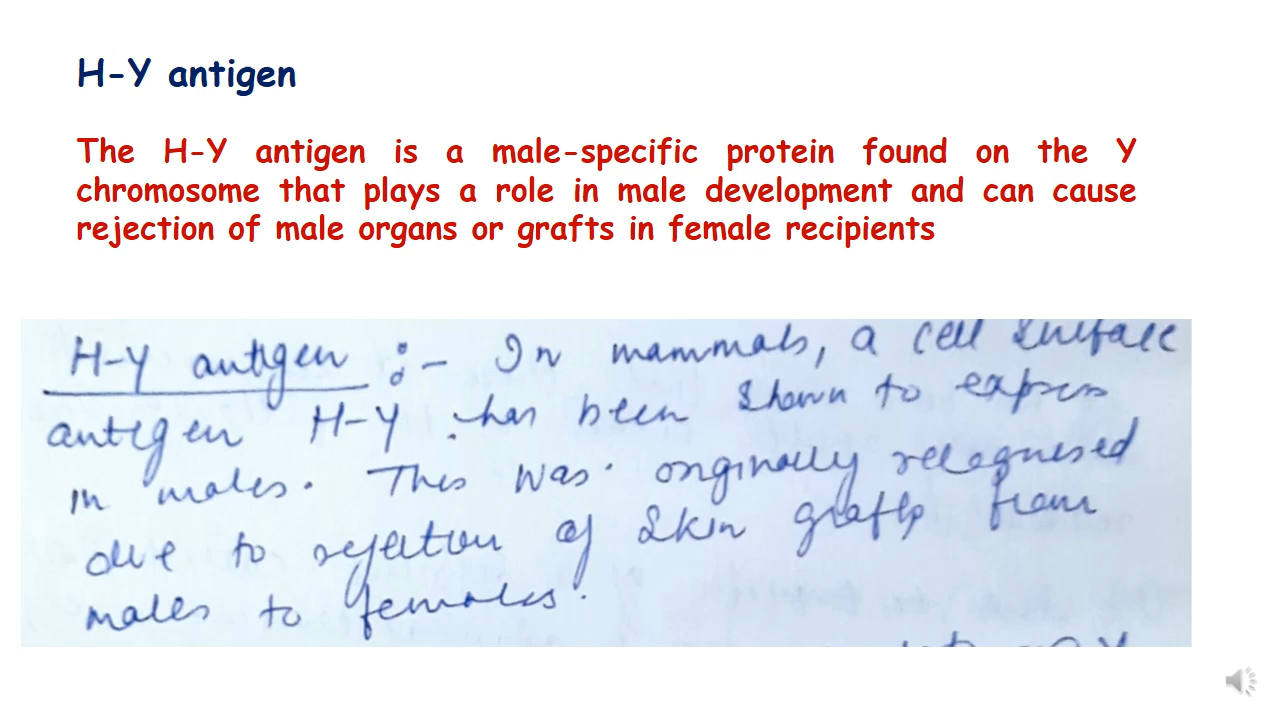 H-Y antigen
The H-Y antigen is a male-specific protein found on the Y
chromosome that plays a role in male development and can cause
rejection of male organs or grafts in female recipients
H-Y antigen :- In mammals, a cell surface
antigen H-Y has been shown to express
in males. This was originally recognised
due to rejection of skin grafts from
males to females.